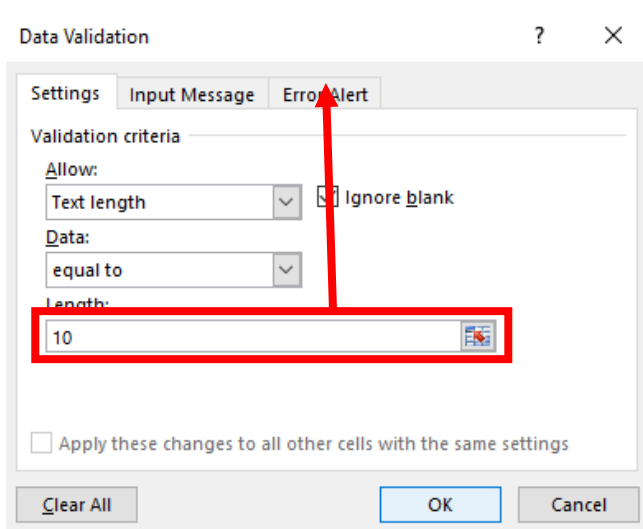 Data Validation ?
Settings Input Message Error Alert
Validation criteria
Allow:
Text length Ignore blank
Data:
equal to
Length:
10
Apply these changes to all other cells with the same settings
Clear All OK Cancel